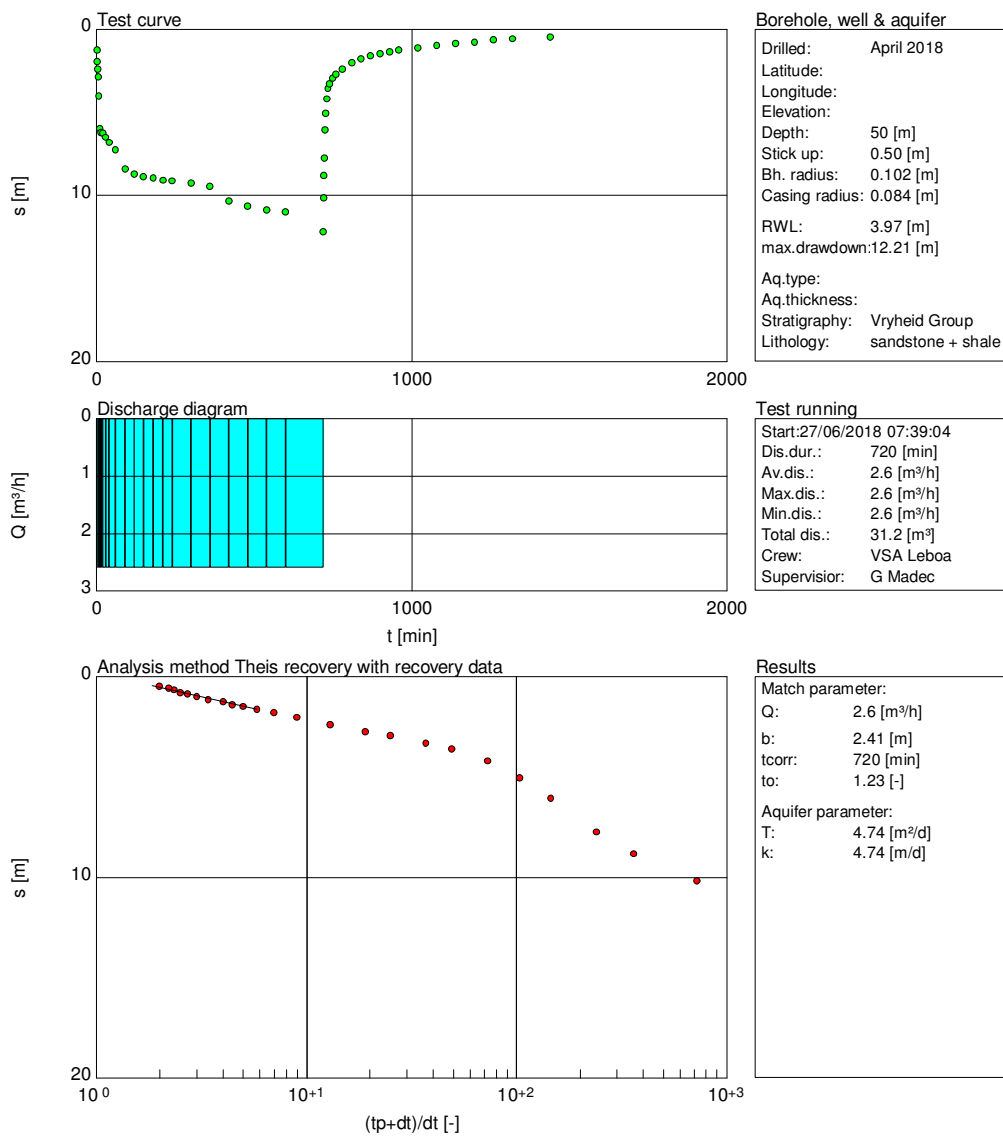 Test curve
0
10
20
s [m]
0
1000
2000
Borehole, well & aquifer
Drilled: April 2018
Latitude:
Longitude:
Elevation:
Depth: 50 [m]
Stick up: 0.50 [m]
Bh. radius: 0.102 [m]
Casing radius: 0.084 [m]
RWL: 3.97 [m]
max.drawdown:12.21 [m]
Aq.type:
Aq.thickness:
Stratigraphy: Vryheid Group
Lithology: sandstone + shale
Discharge diagram
0
1
2
3
Q [m³/h]
0
1000
2000
t [min]
Test running
Start:27/06/2018 07:39:04
Dis.dur.: 720 [min]
Av.dis.: 2.6 [m³/h]
Max.dis.: 2.6 [m³/h]
Min.dis.: 2.6 [m³/h]
Total dis.: 31.2 [m³]
Crew: VSA Leboa
Supervisior: G Madec
Analysis method Theis recovery with recovery data
0
10
20
s [m]
10⁰
10⁺¹
10⁺²
10⁺³
(tp+dt)/dt [-]
Results
Match parameter:
Q: 2.6 [m³/h]
b: 2.41 [m]
tcorr: 720 [min]
to: 1.23 [-]
Aquifer parameter:
T: 4.74 [m²/d]
k: 4.74 [m/d]